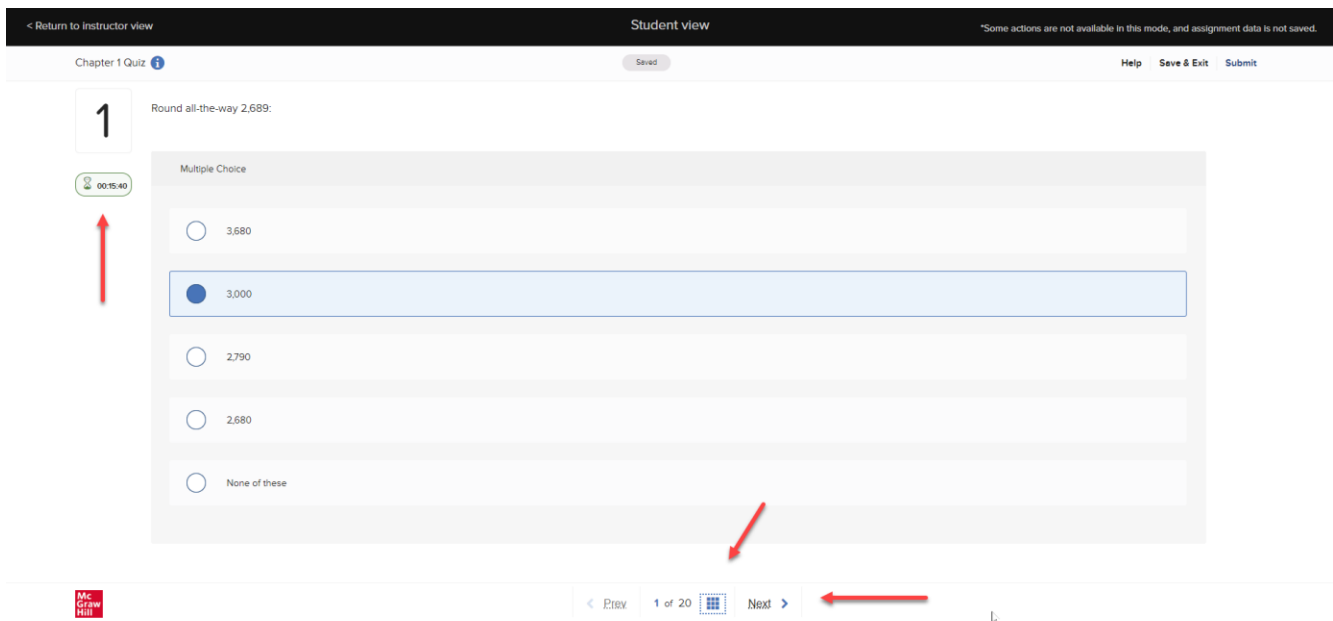 < Return to instructor view
Student view
*Some actions are not available in this mode, and assignment data is not saved.
Chapter 1 Quiz i
Saved
Help Save & Exit Submit
1
Round all-the-way 2,689:
00:15:40
Multiple Choice
3,680
3,000
2,790
2,680
None of these
Mc
Graw
Hill
< Prev 1 of 20 Next >